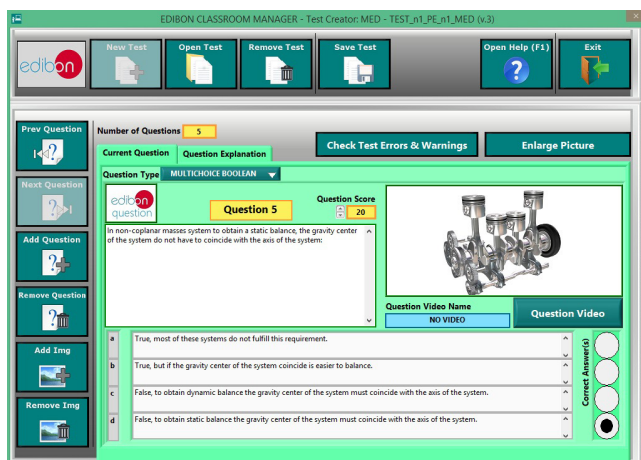 EDIBON CLASSROOM MANAGER - Test Creator: MED - TEST_n1_PE_n1_MED (v.3)
edibon
New Test
Open Test
Remove Test
Save Test
Open Help (F1)
Exit
Prev Question
Next Question
Add Question
Remove Question
Add Img
Remove Img
Number of Questions 5
Check Test Errors & Warnings
Enlarge Picture
Current Question
Question Explanation
Question Type MULTICHOICE BOOLEAN
edibon
question
Question 5
Question Score
20
In non-coplanar masses system to obtain a static balance, the gravity center
of the system do not have to coincide with the axis of the system:
Question Video Name
NO VIDEO
Question Video
a True, most of these systems do not fulfill this requirement.
b True, but if the gravity center of the system coincide is easier to balance.
c False, to obtain dynamic balance the gravity center of the system must coincide with the axis of the system.
d False, to obtain static balance the gravity center of the system must coincide with the axis of the system.
Correct Answer(s)